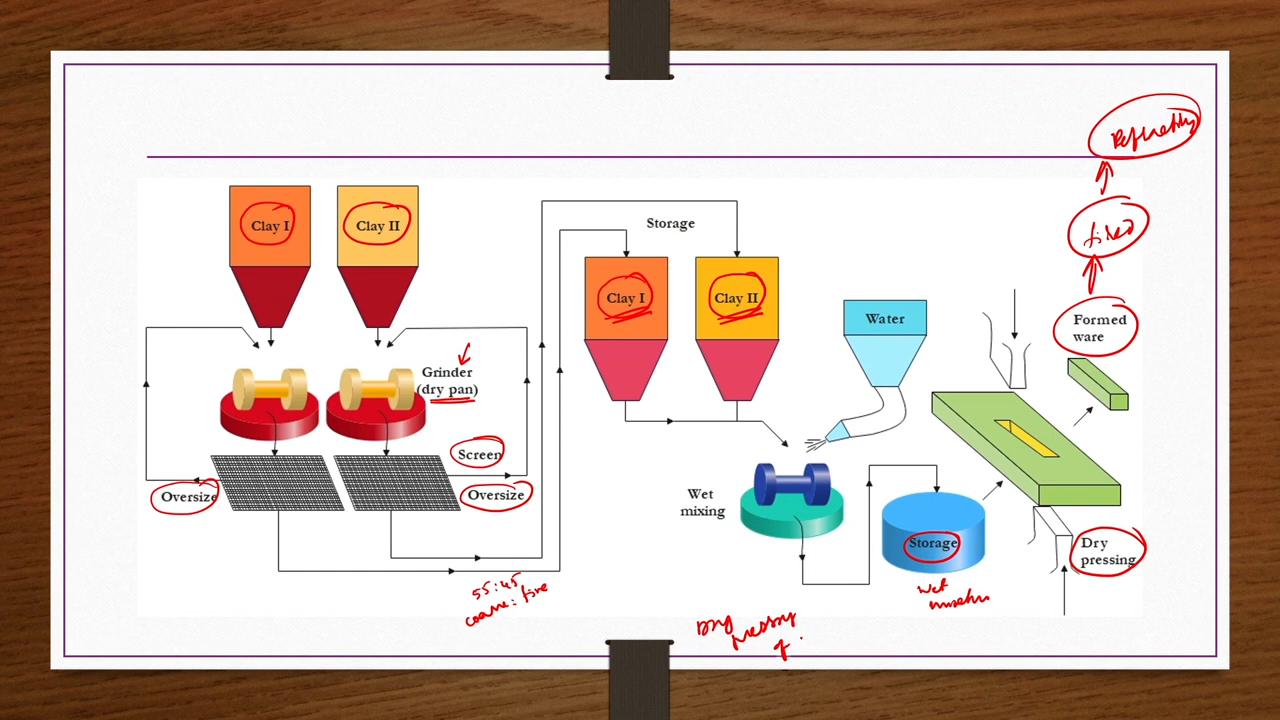 Refractory
Clay I
Clay II
Storage
fired
Clay I
Clay II
Water
Formed
ware
Grinder
(dry pan)
Screen
Oversize
Oversize
Wet
mixing
Storage
Dry
pressing
55:45
coarse: fine
wet
Dry
pressing